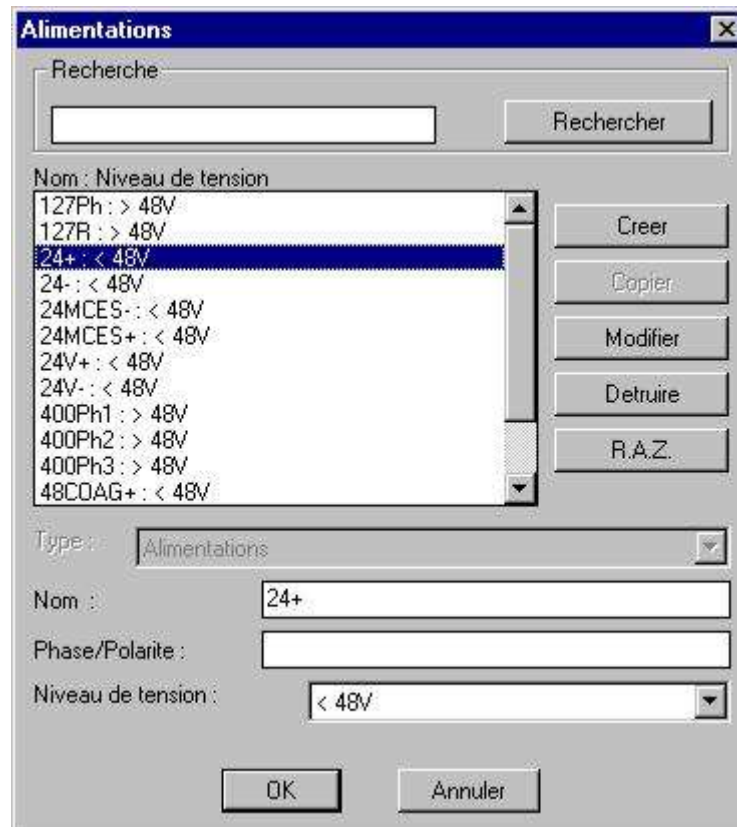 Alimentations
Recherche
Rechercher
Nom : Niveau de tension
127Ph : > 48V
127R : > 48V
24+ : < 48V
24- : < 48V
24MCES- : < 48V
24MCES+ : < 48V
24V+ : < 48V
24V- : < 48V
400Ph1 : > 48V
400Ph2 : > 48V
400Ph3 : > 48V
48COAG+ : < 48V
Creer
Copier
Modifier
Detruire
R.A.Z.
Type : Alimentations
Nom : 24+
Phase/Polarite :
Niveau de tension : < 48V
OK Annuler